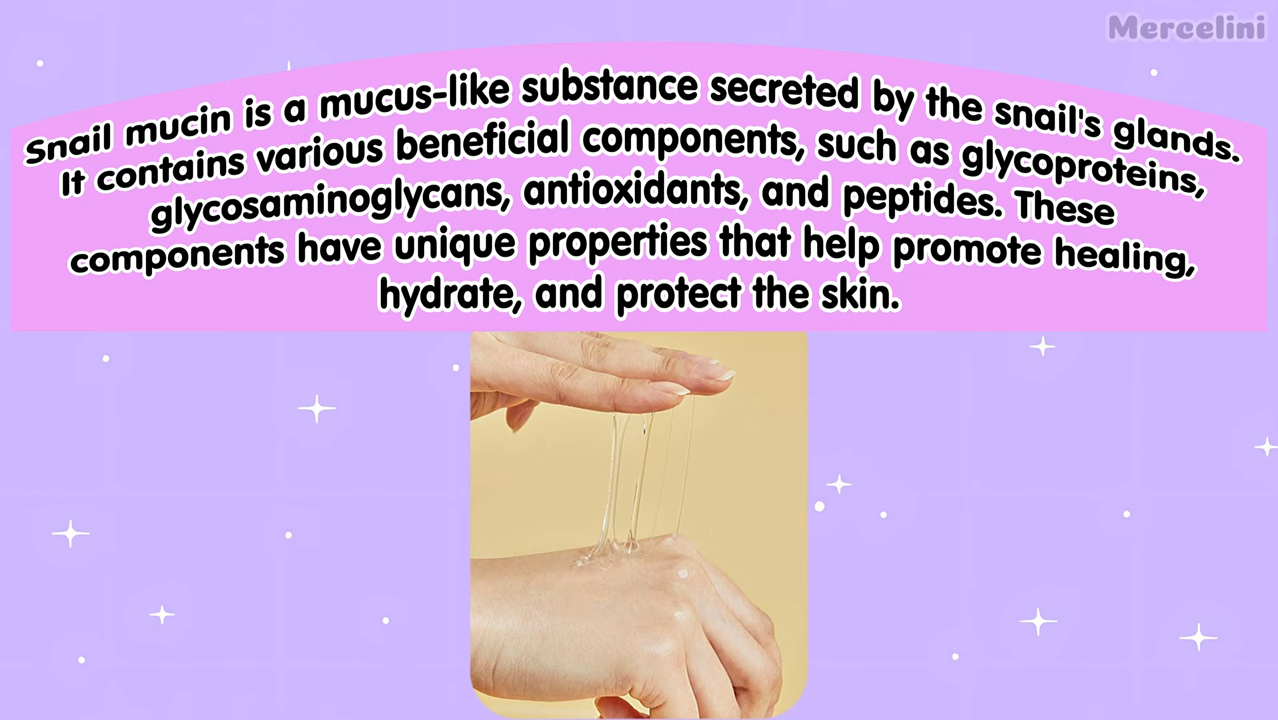 Mercelini
Snail mucin is a mucus-like substance secreted by the snail's glands.
It contains various beneficial components, such as glycoproteins,
glycosaminoglycans, antioxidants, and peptides. These
components have unique properties that help promote healing,
hydrate, and protect the skin.